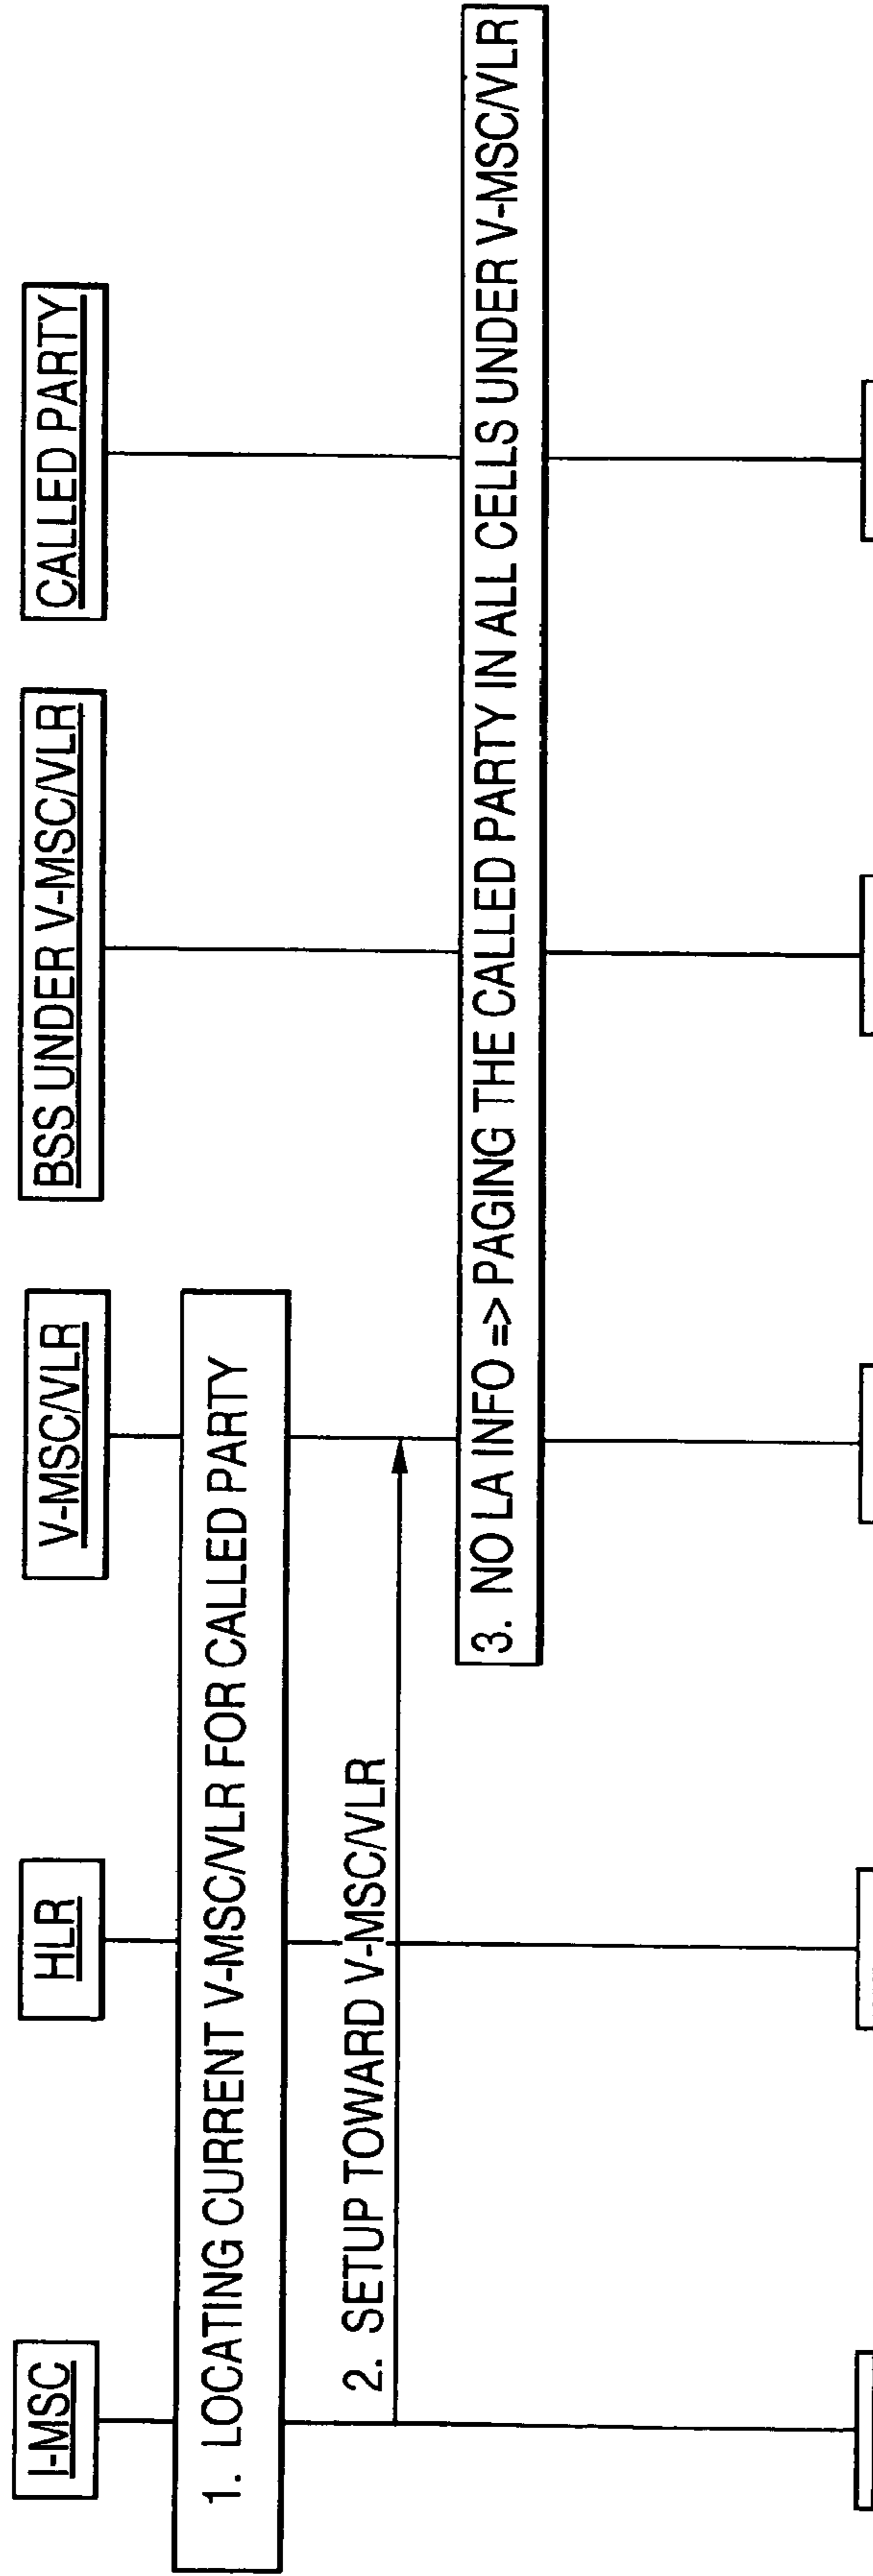 I-MSC
HLR
V-MSC/VLR
BSS UNDER V-MSC/VLR
CALLED PARTY
1. LOCATING CURRENT V-MSC/VLR FOR CALLED PARTY
2. SETUP TOWARD V-MSC/VLR
3. NO LA INFO => PAGING THE CALLED PARTY IN ALL CELLS UNDER V-MSC/VLR